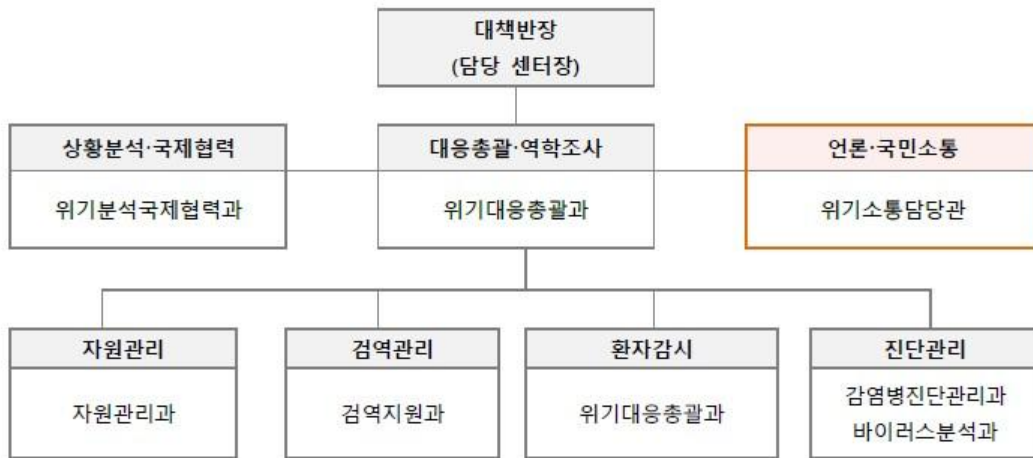 대책반장
(담당 센터장)
상황분석·국제협력
위기분석국제협력과
대응총괄·역학조사
위기대응총괄과
언론·국민소통
위기소통담당관
자원관리
자원관리과
검역관리
검역지원과
환자감시
위기대응총괄과
진단관리
감염병진단관리과
바이러스분석과